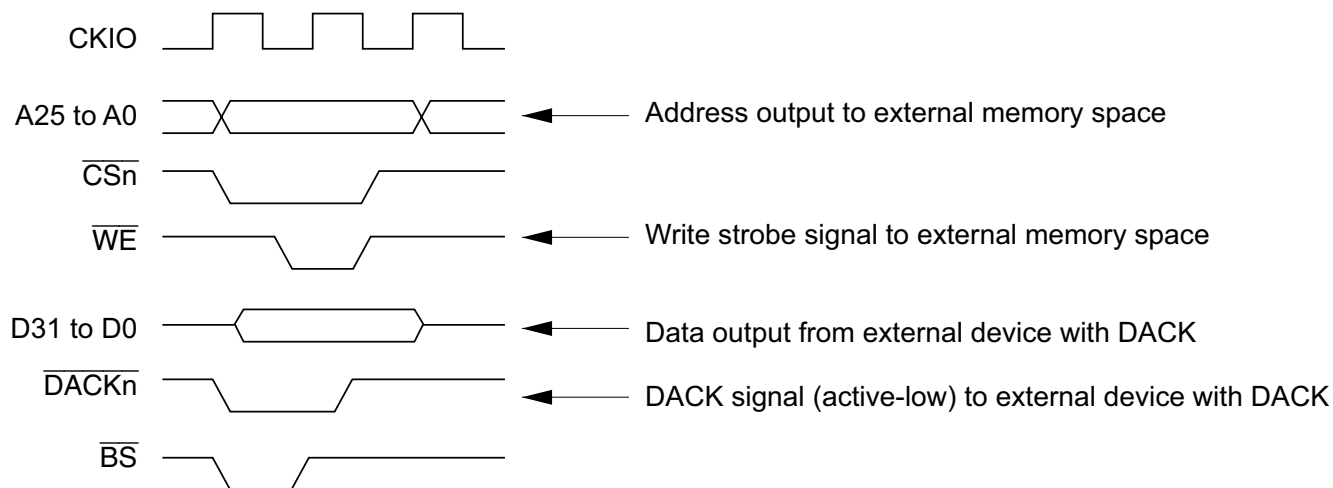 CKIO
A25 to A0 Address output to external memory space
CSn
WE Write strobe signal to external memory space
D31 to D0 Data output from external device with DACK
DACKn DACK signal (active-low) to external device with DACK
BS